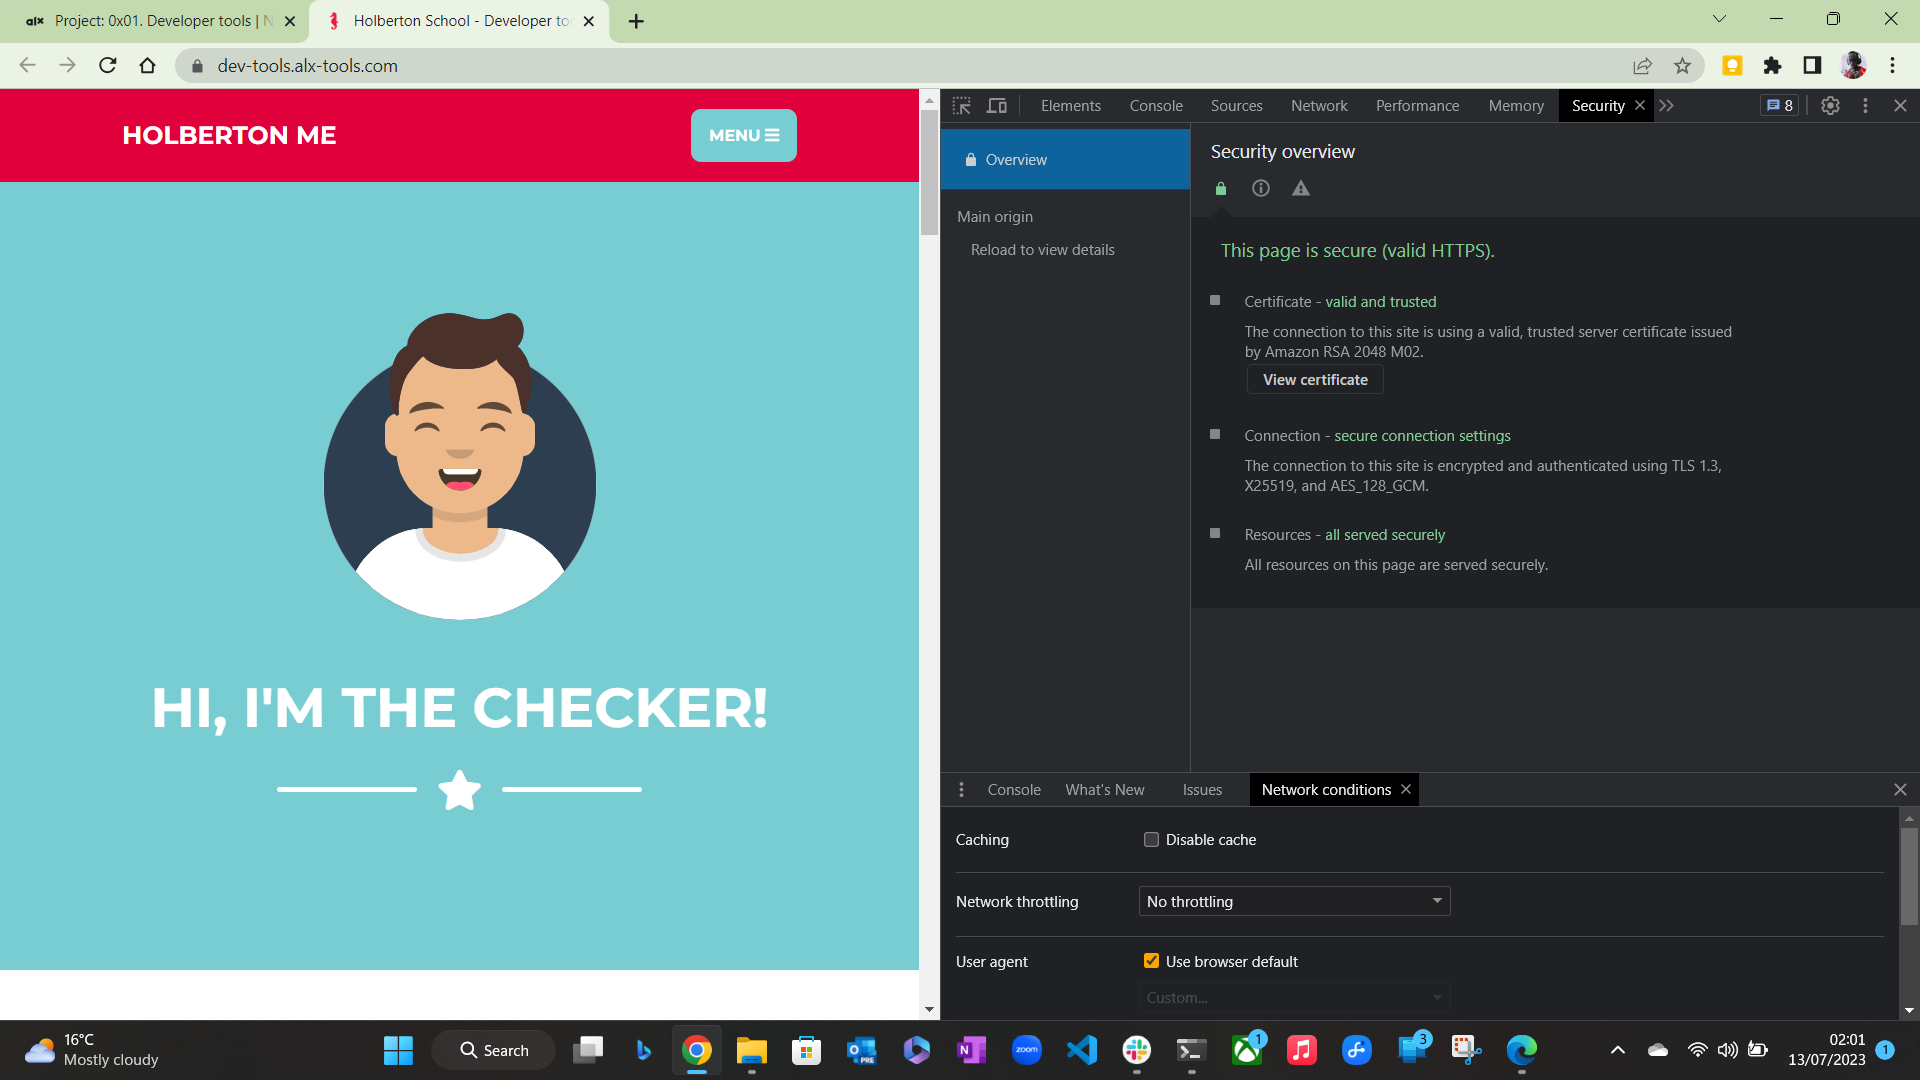 alx Project: 0x01. Developer tools | N
Holberton School - Developer too
dev-tools.alx-tools.com
HOLBERTON ME
MENU
HI, I'M THE CHECKER!
Elements Console Sources Network Performance Memory Security 8
Overview
Main origin
Reload to view details
Security overview
This page is secure (valid HTTPS).
Certificate - valid and trusted
The connection to this site is using a valid, trusted server certificate issued
by Amazon RSA 2048 M02.
View certificate
Connection - secure connection settings
The connection to this site is encrypted and authenticated using TLS 1.3,
X25519, and AES_128_GCM.
Resources - all served securely
All resources on this page are served securely.
Console What's New Issues Network conditions
Caching Disable cache
Network throttling No throttling
User agent Use browser default
Custom...
16°C
Mostly cloudy
Search
PRE
N
zoom
1
3
02:01
13/07/2023
1